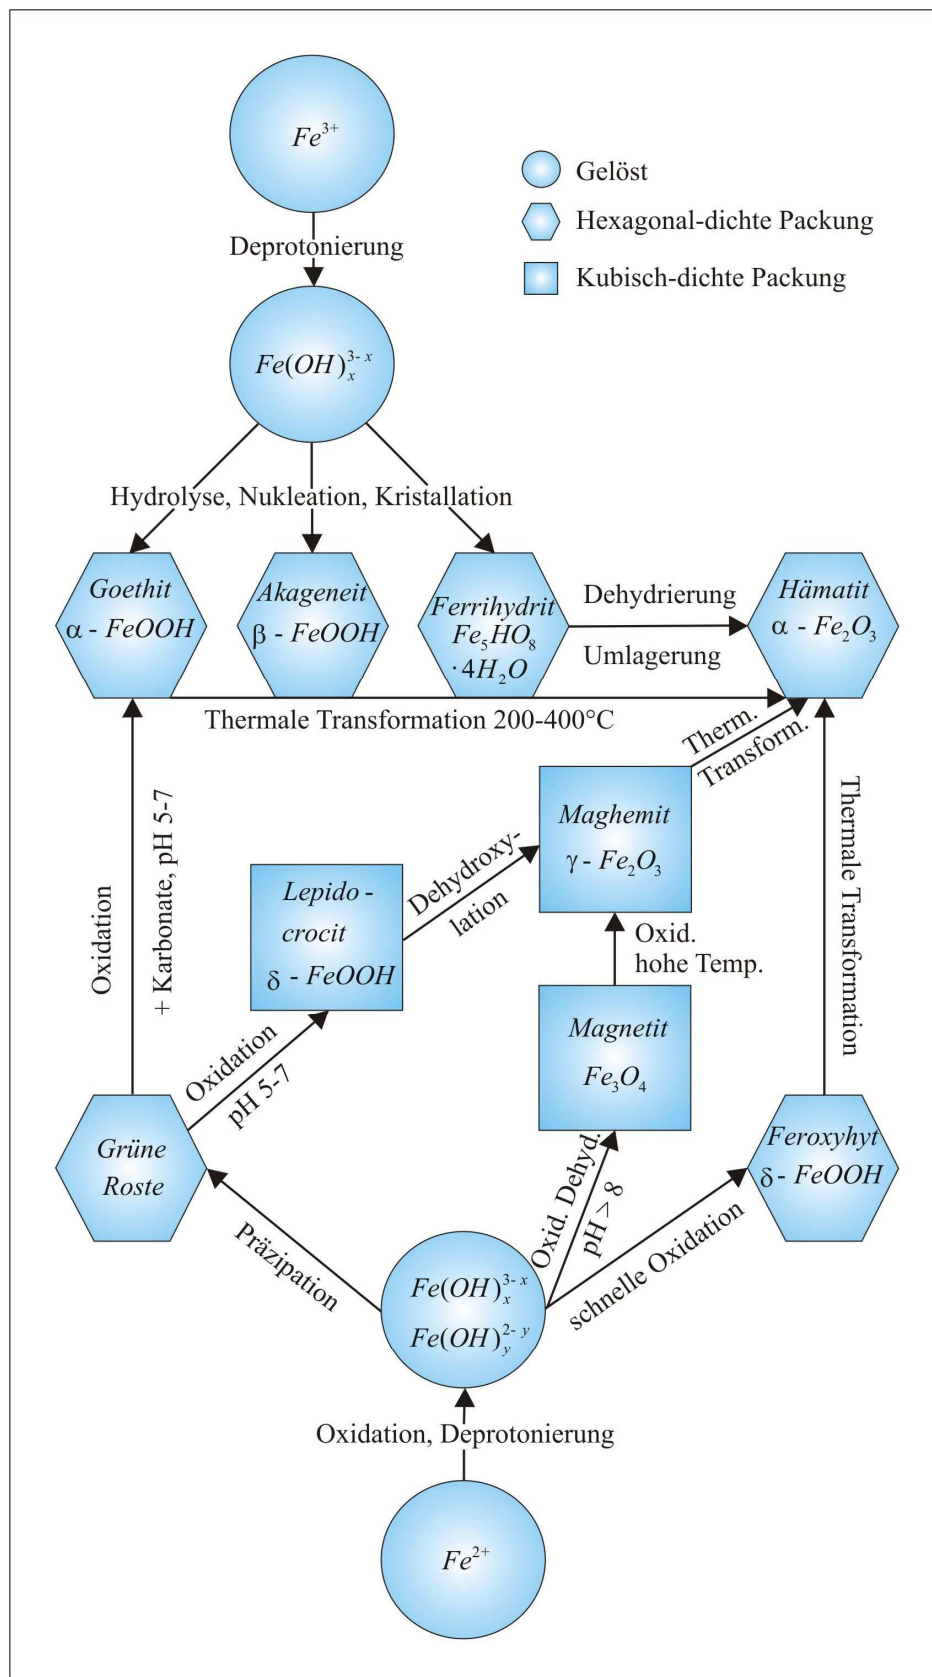 Fe³⁺
Gelöst
Hexagonal-dichte Packung
Kubisch-dichte Packung
Deprotonierung
Fe(OH)ₓ³⁻ˣ
Hydrolyse, Nukleation, Kristallation
Goethit
α - FeOOH
Akageneit
β - FeOOH
Ferrihydrit
Fe₅HO₈
·4H₂O
Dehydrierung
Umlagerung
Hämatit
α - Fe₂O₃
Thermale Transformation 200-400°C
Therm.
Transform.
Oxidation
+ Karbonate, pH 5-7
Lepido-
crocit
δ - FeOOH
Dehydroxy-
lation
Maghemit
γ - Fe₂O₃
Oxid.
hohe Temp.
Thermale Transformation
Magnetit
Fe₃O₄
Oxidation
pH 5-7
Grüne
Roste
Feroxyhyt
δ - FeOOH
Präzipation
Oxid. Dehyd.
pH > 8
schnelle Oxidation
Fe(OH)ₓ³⁻ˣ
Fe(OH)ᵧ²⁻ʸ
Oxidation, Deprotonierung
Fe²⁺